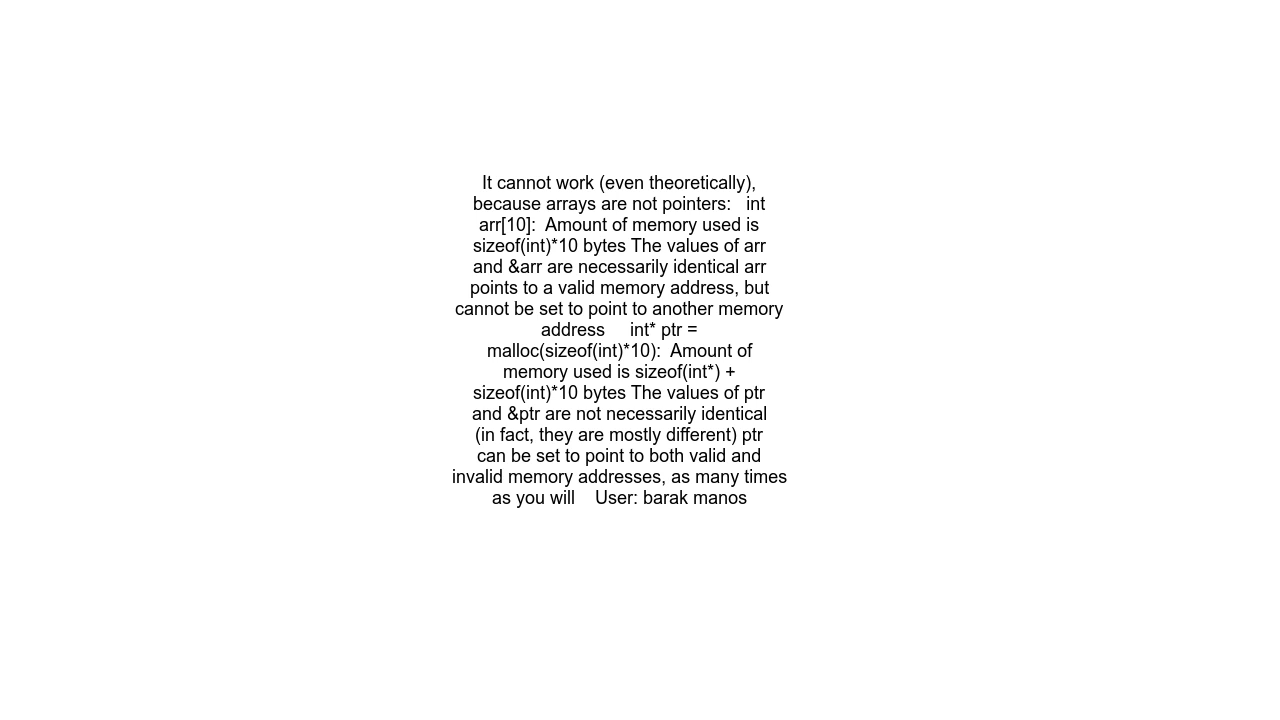 It cannot work (even theoretically),
because arrays are not pointers:   int
arr[10]:  Amount of memory used is
sizeof(int)*10 bytes The values of arr
and &arr are necessarily identical arr
points to a valid memory address, but
cannot be set to point to another memory
address     int* ptr =
malloc(sizeof(int)*10):  Amount of
memory used is sizeof(int*) +
sizeof(int)*10 bytes The values of ptr
and &ptr are not necessarily identical
(in fact, they are mostly different) ptr
can be set to point to both valid and
invalid memory addresses, as many times
as you will    User: barak manos